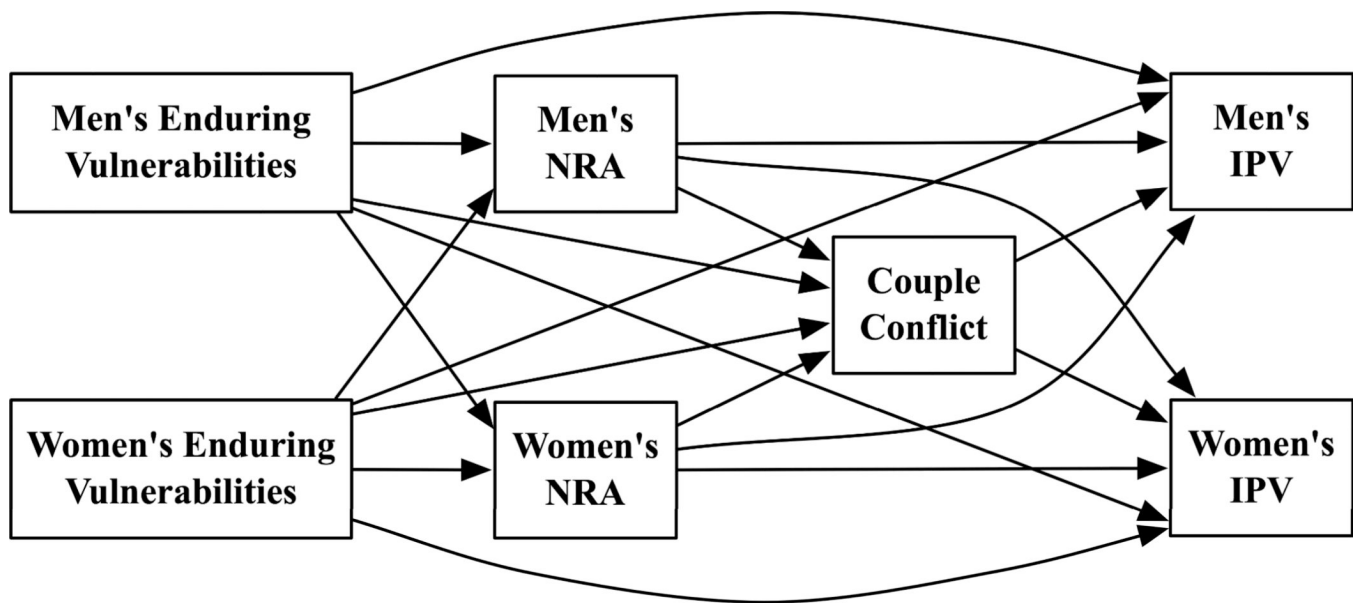 Men's Enduring
Vulnerabilities
Men's
NRA
Men's
IPV
Couple
Conflict
Women's Enduring
Vulnerabilities
Women's
NRA
Women's
IPV